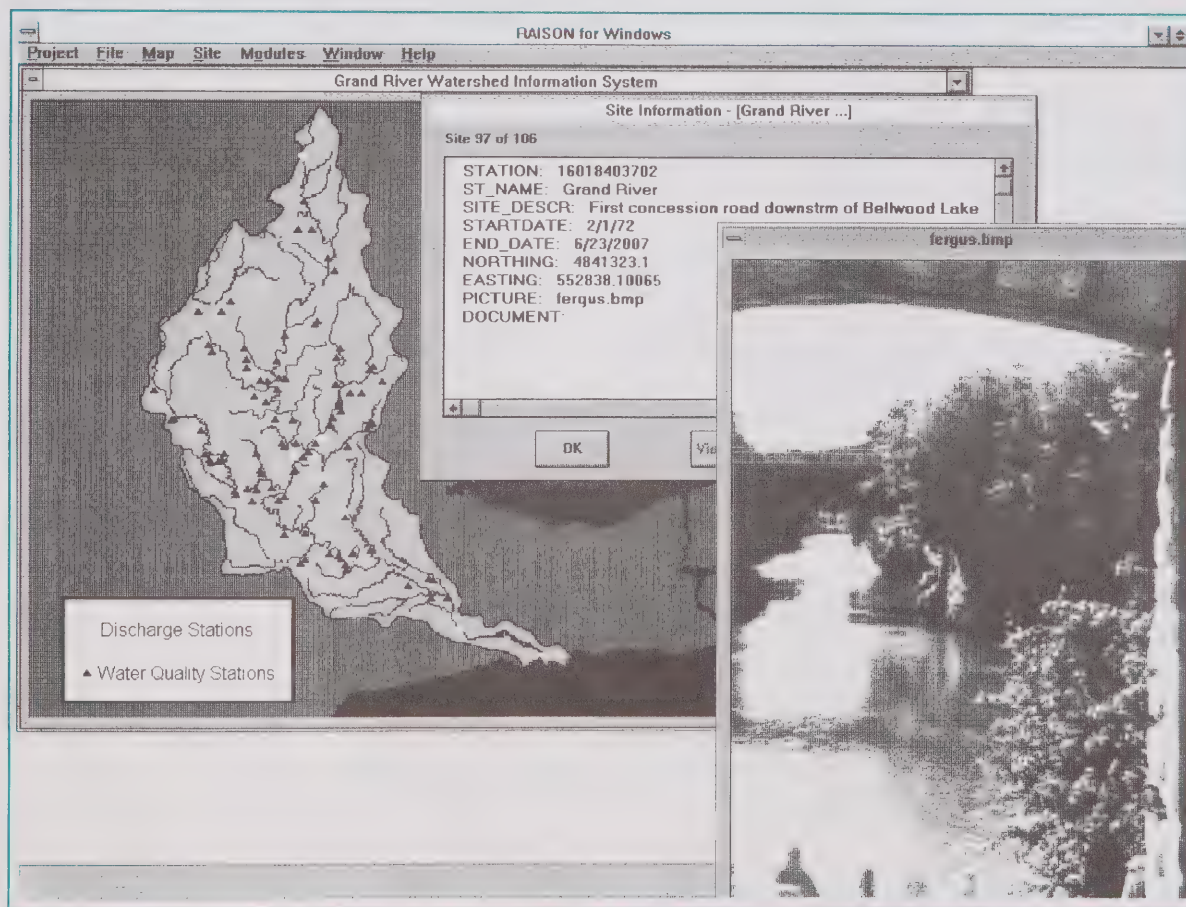 RAISON for Windows
Project File Map Site Modules Window Help
Grand River Watershed Information System
Site Information - [Grand River ...]
Site 97 of 106
STATION: 16018403702
ST_NAME: Grand River
SITE_DESCR: First concession road downstrm of Bellwood Lake
STARTDATE: 2/1/72
END_DATE: 6/23/2007
NORTHING: 4841323.1
EASTING: 552838.10065
PICTURE: fergus.bmp
DOCUMENT:
OK
fergus.bmp
Discharge Stations
Water Quality Stations